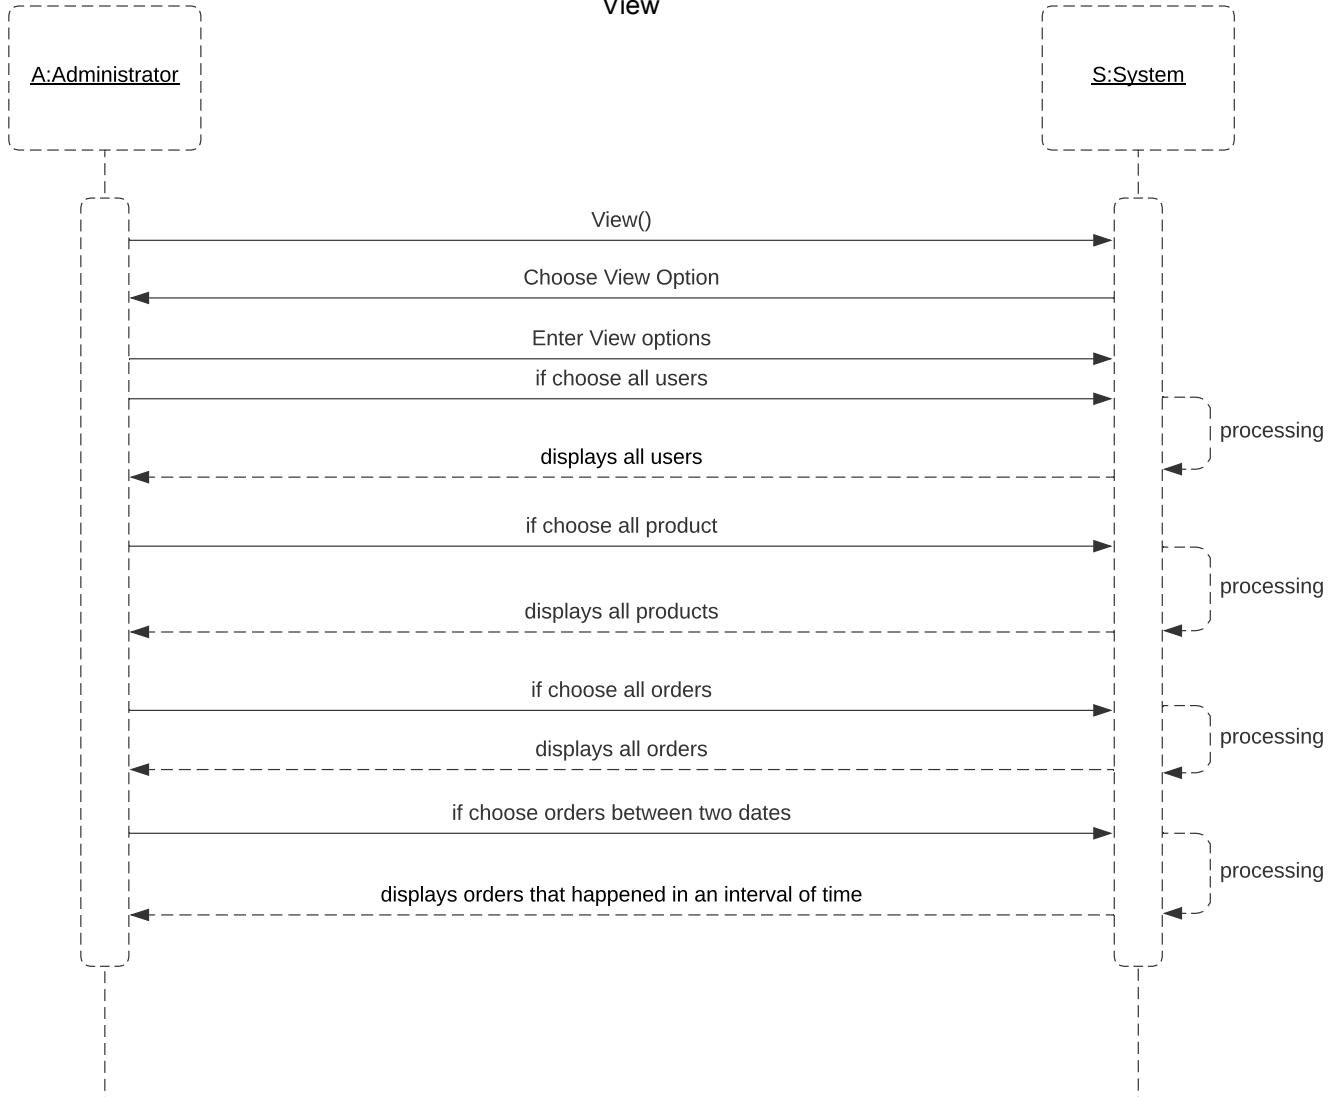 View
A:Administrator
S:System
View()
Choose View Option
Enter View options
if choose all users
processing
displays all users
if choose all product
processing
displays all products
if choose all orders
processing
displays all orders
if choose orders between two dates
processing
displays orders that happened in an interval of time